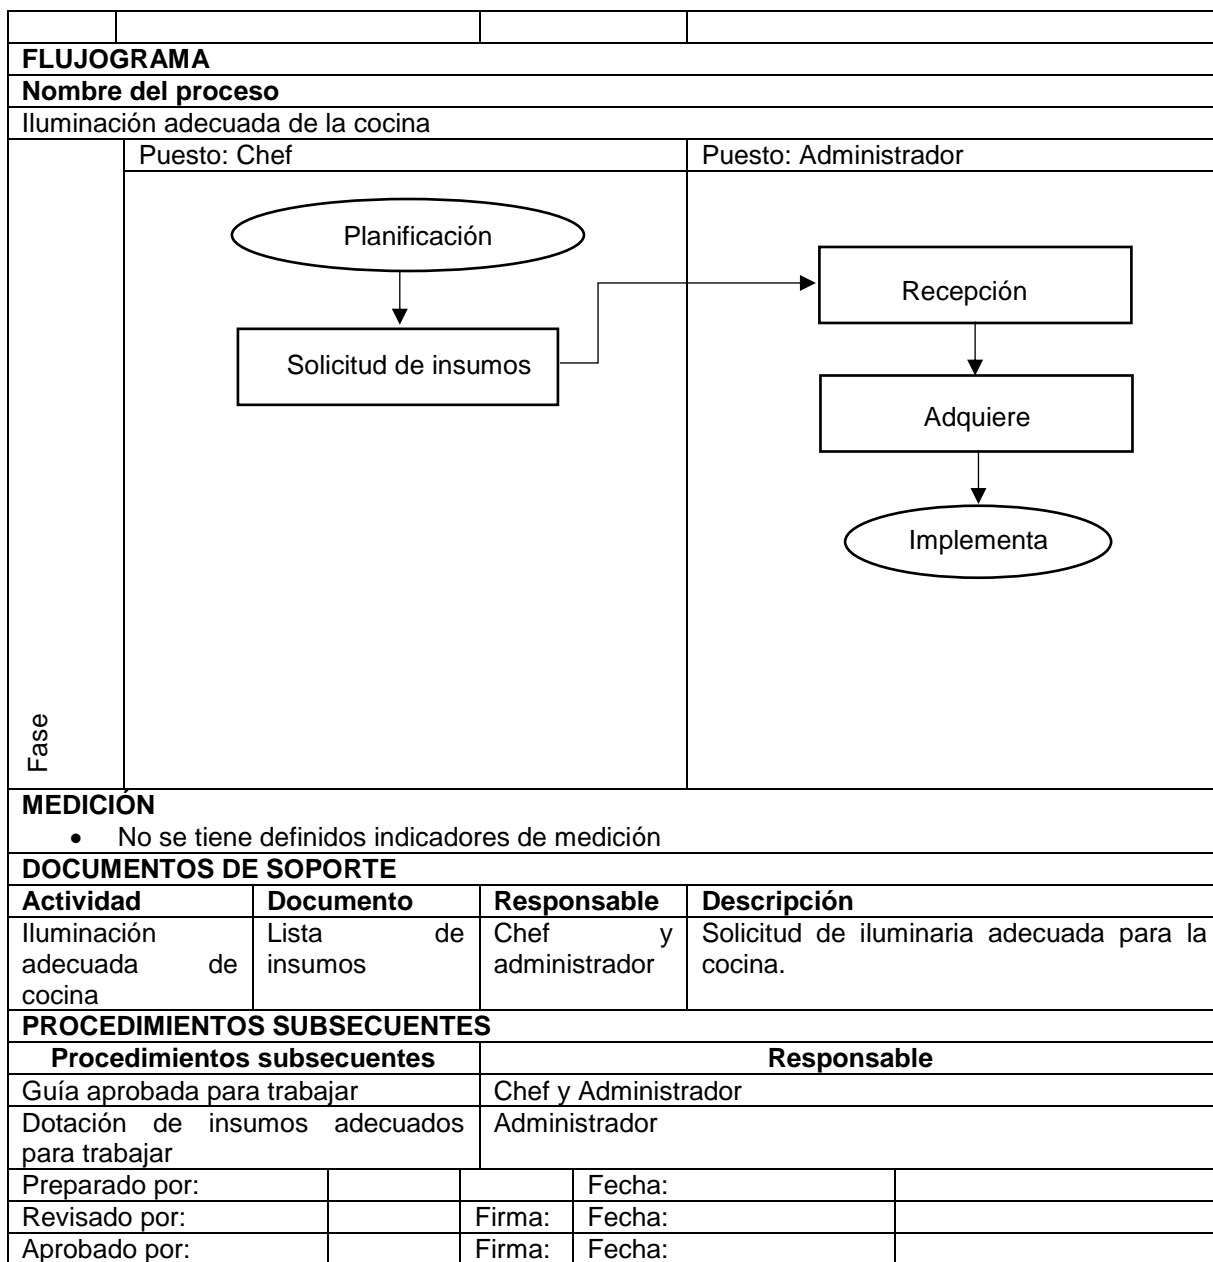 FLUJOGRAMA
Nombre del proceso
Iluminación adecuada de la cocina
Puesto: Chef
Puesto: Administrador
Planificación
Solicitud de insumos
Recepción
Adquiere
Implementa
Fase
MEDICIÓN
• No se tiene definidos indicadores de medición
DOCUMENTOS DE SOPORTE
Actividad
Documento
Responsable
Descripción
Iluminación
adecuada de
cocina
Lista de
insumos
Chef y
administrador
Solicitud de iluminaria adecuada para la
cocina.
PROCEDIMIENTOS SUBSECUENTES
Procedimientos subsecuentes
Responsable
Guía aprobada para trabajar
Chef y Administrador
Dotación de insumos adecuados
para trabajar
Administrador
Preparado por:
Fecha:
Revisado por:
Firma:
Fecha:
Aprobado por:
Firma:
Fecha: